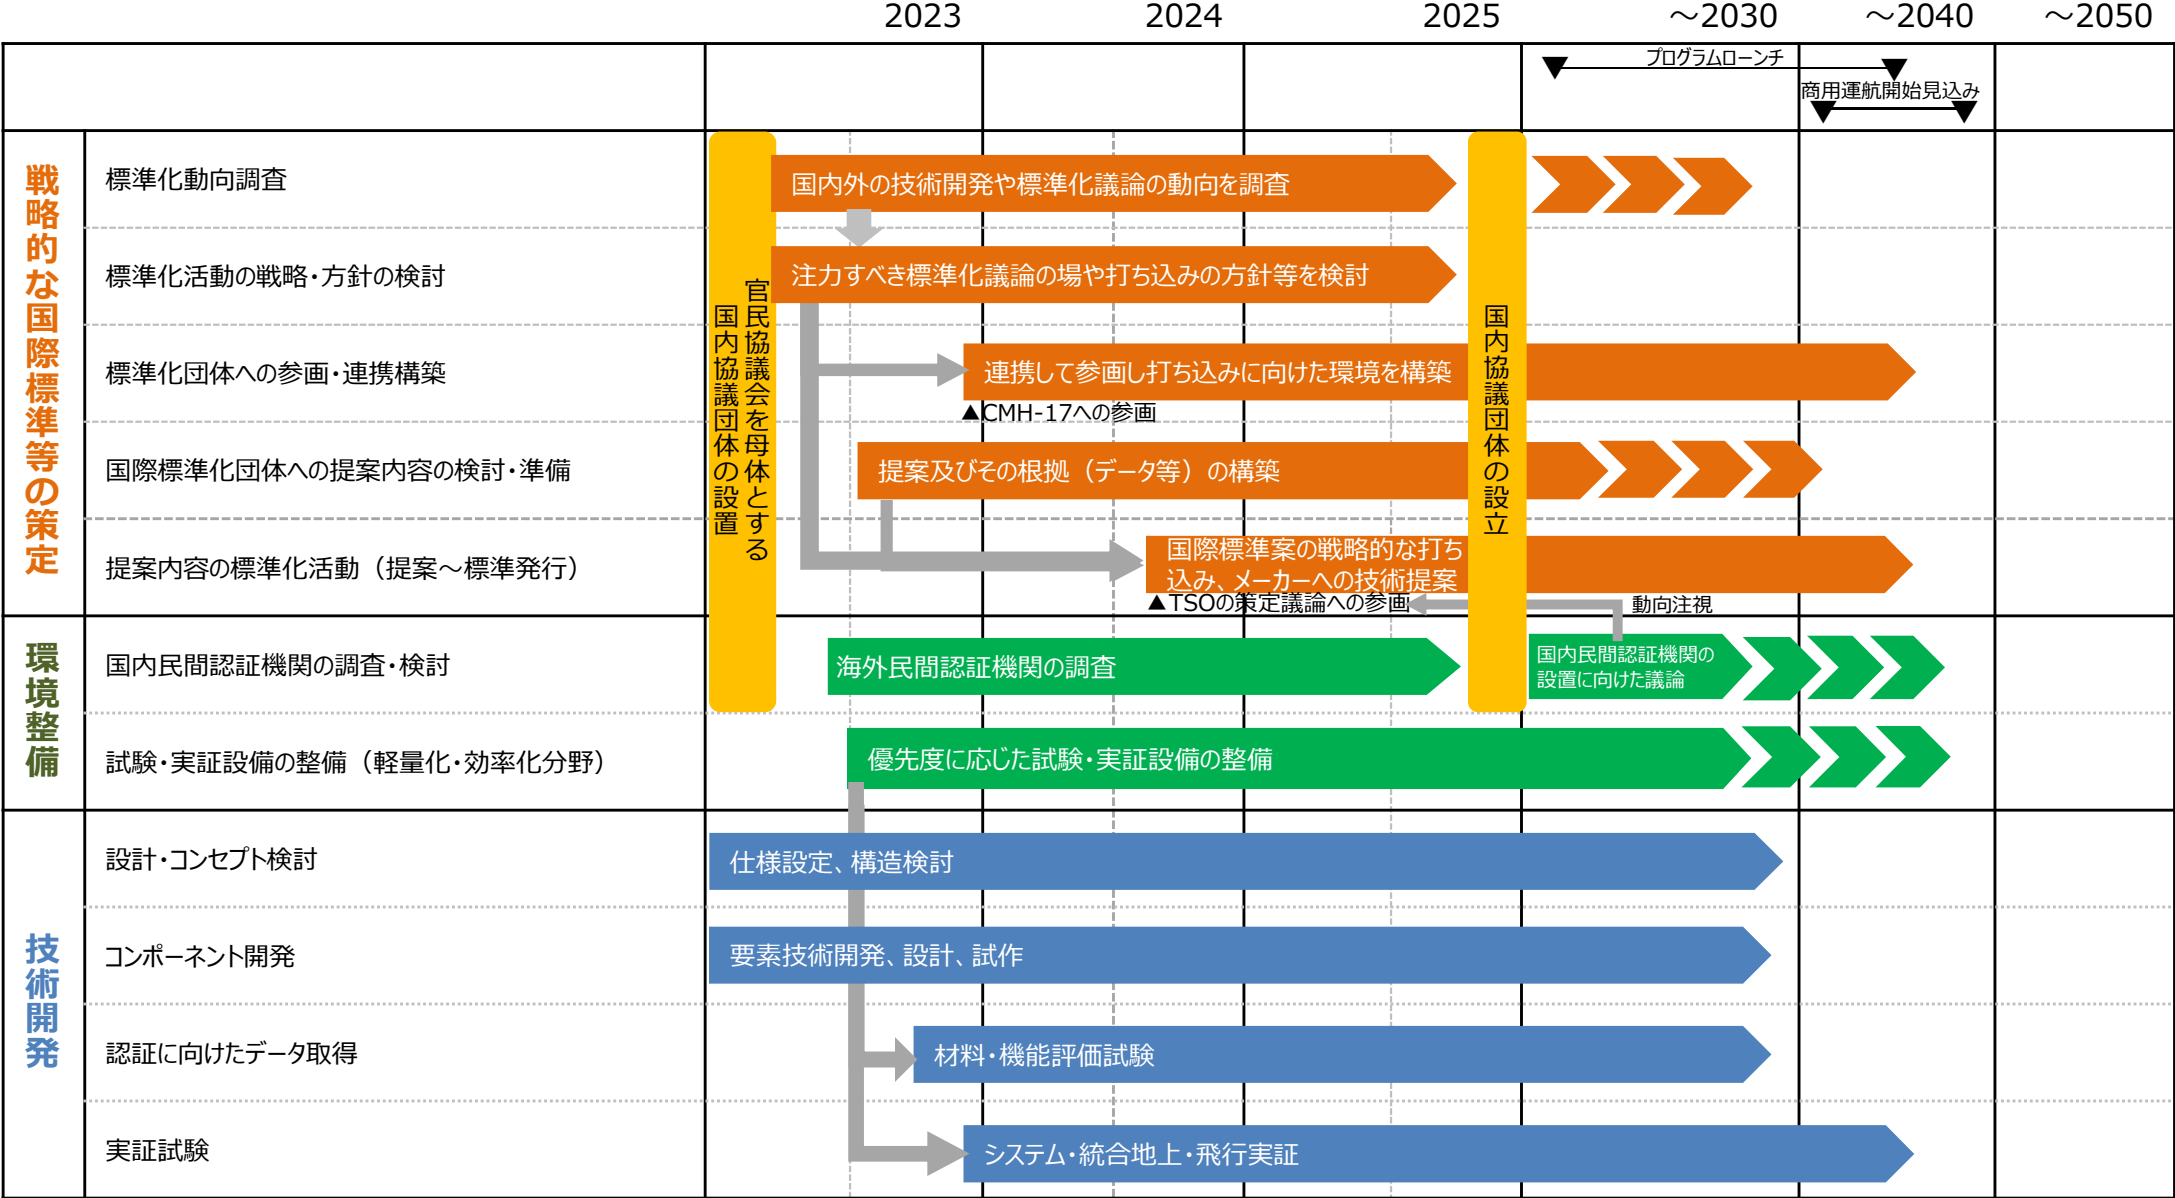 2023
2024
2025
～2030
～2040
～2050
プログラムローンチ
商用運航開始見込み
戦略的な国際標準等の策定
標準化動向調査
国内外の技術開発や標準化議論の動向を調査
標準化活動の戦略・方針の検討
注力すべき標準化議論の場や打ち込みの方針等を検討
官民協議会を母体とする
国内協議団体の設置
国内協議団体の設立
標準化団体への参画・連携構築
連携して参画し打ち込みに向けた環境を構築
▲CMH-17への参画
国際標準化団体への提案内容の検討・準備
提案及びその根拠（データ等）の構築
提案内容の標準化活動（提案～標準発行）
国際標準案の戦略的な打ち
込み、メーカーへの技術提案
▲TSOの策定議論への参画
動向注視
環境整備
国内民間認証機関の調査・検討
海外民間認証機関の調査
国内民間認証機関の
設置に向けた議論
試験・実証設備の整備（軽量化・効率化分野）
優先度に応じた試験・実証設備の整備
技術開発
設計・コンセプト検討
仕様設定、構造検討
コンポーネント開発
要素技術開発、設計、試作
認証に向けたデータ取得
材料・機能評価試験
実証試験
システム・統合地上・飛行実証